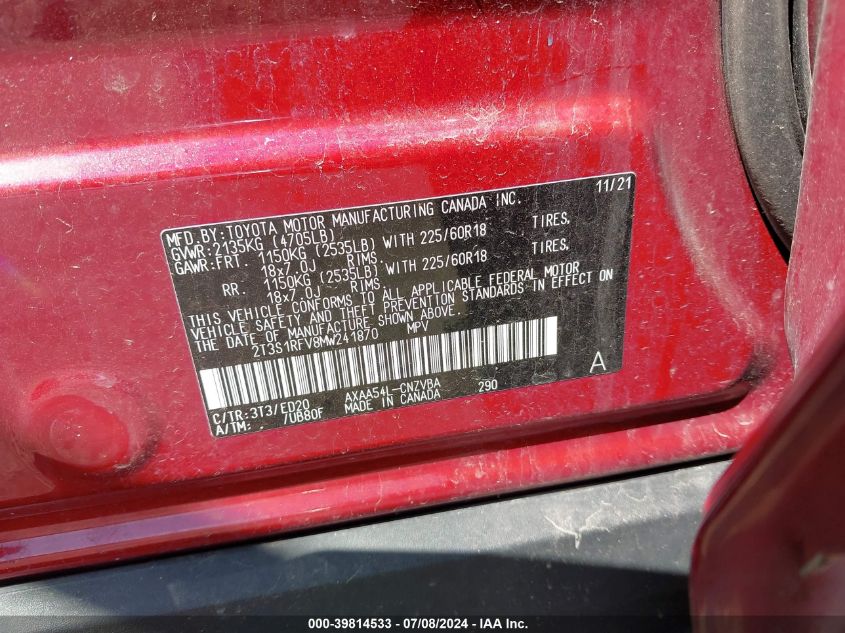 11/21
MFD.BY:TOYOTA MOTOR MANUFACTURING CANADA INC.
GVWR:2135KG (4705LB)
GAWR:FRT 1150KG (2535LB) WITH 225/60R18 TIRES,
18x7.0J RIMS,
RR 1150KG (2535LB) WITH 225/60R18 TIRES,
18x7.0J RIMS,
THIS VEHICLE CONFORMS TO ALL APPLICABLE FEDERAL MOTOR
VEHICLE SAFETY AND THEFT PREVENTION STANDARDS IN EFFECT ON
THE DATE OF MANUFACTURE SHOWN ABOVE.
2T3S1RFV8MW241870 MPV
A
C/TR:3T3/ED20 AXAA54L-CNZVBA 290
A/TM: . /UB80F MADE IN CANADA
000-39814533 - 07/08/2024 - IAA Inc.